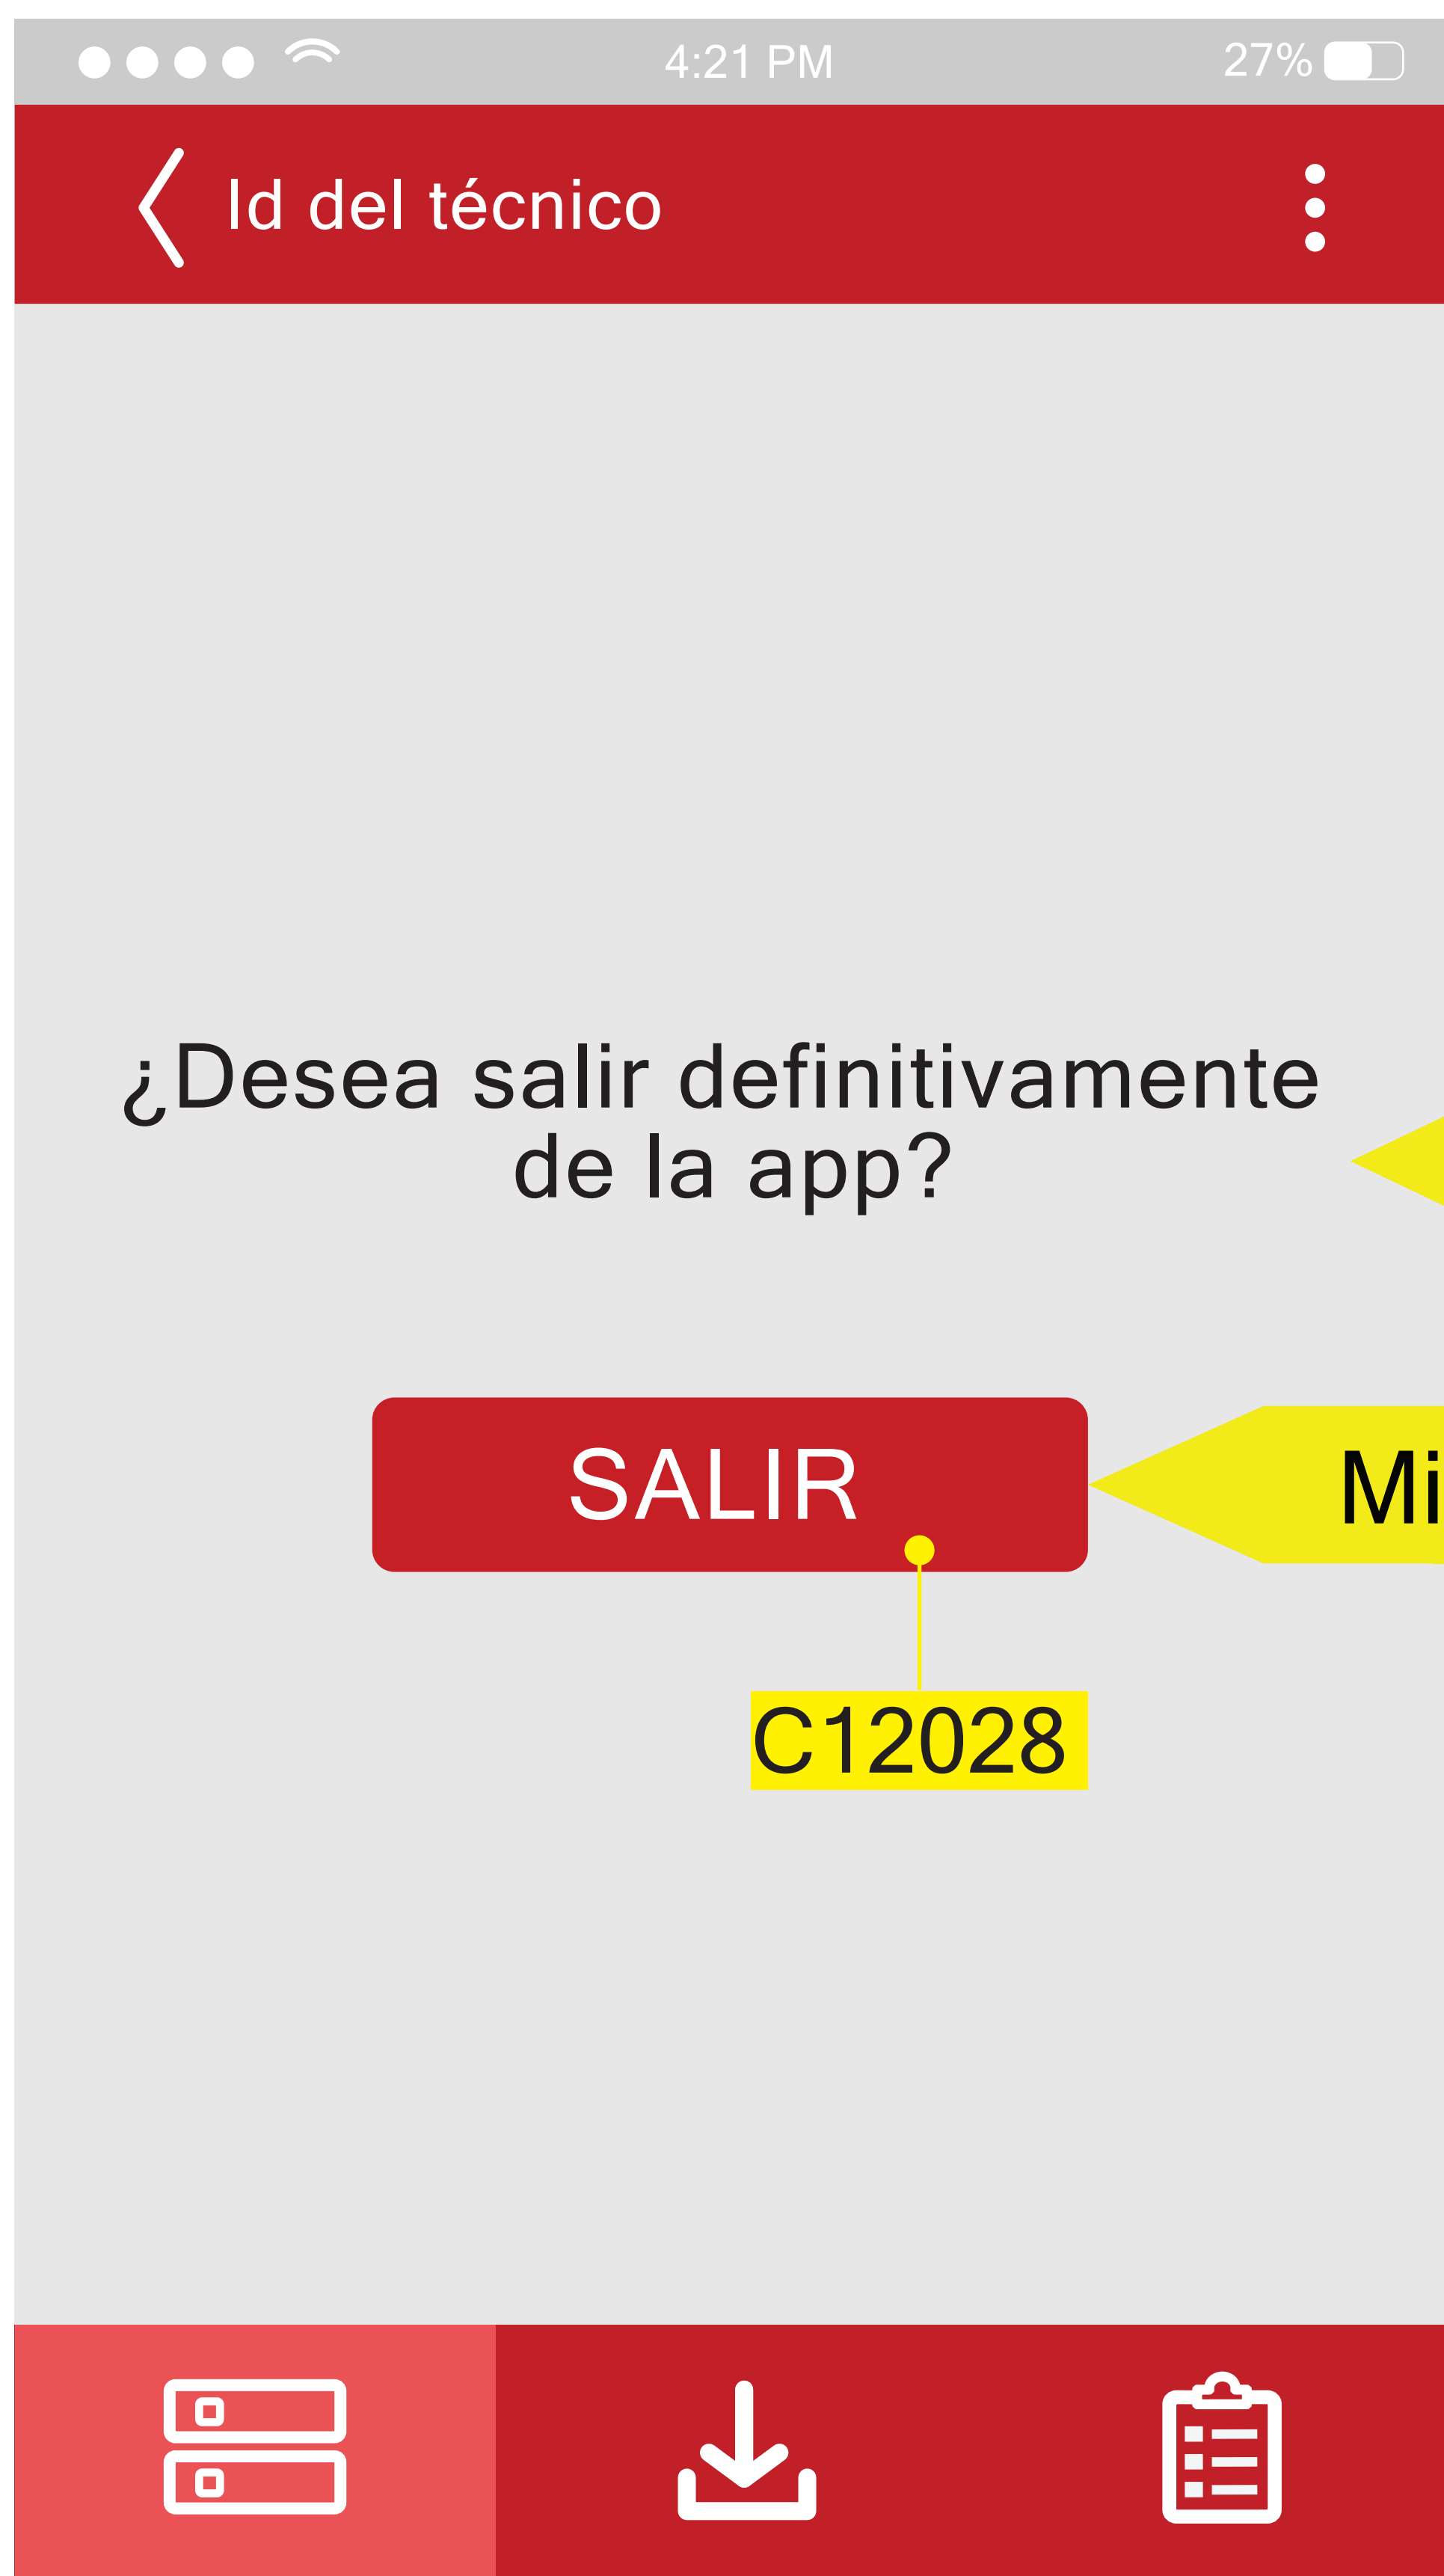 4:21 PM
27%
Id del técnico
¿Desea salir definitivamente
de la app?
SALIR
Mi
C12028